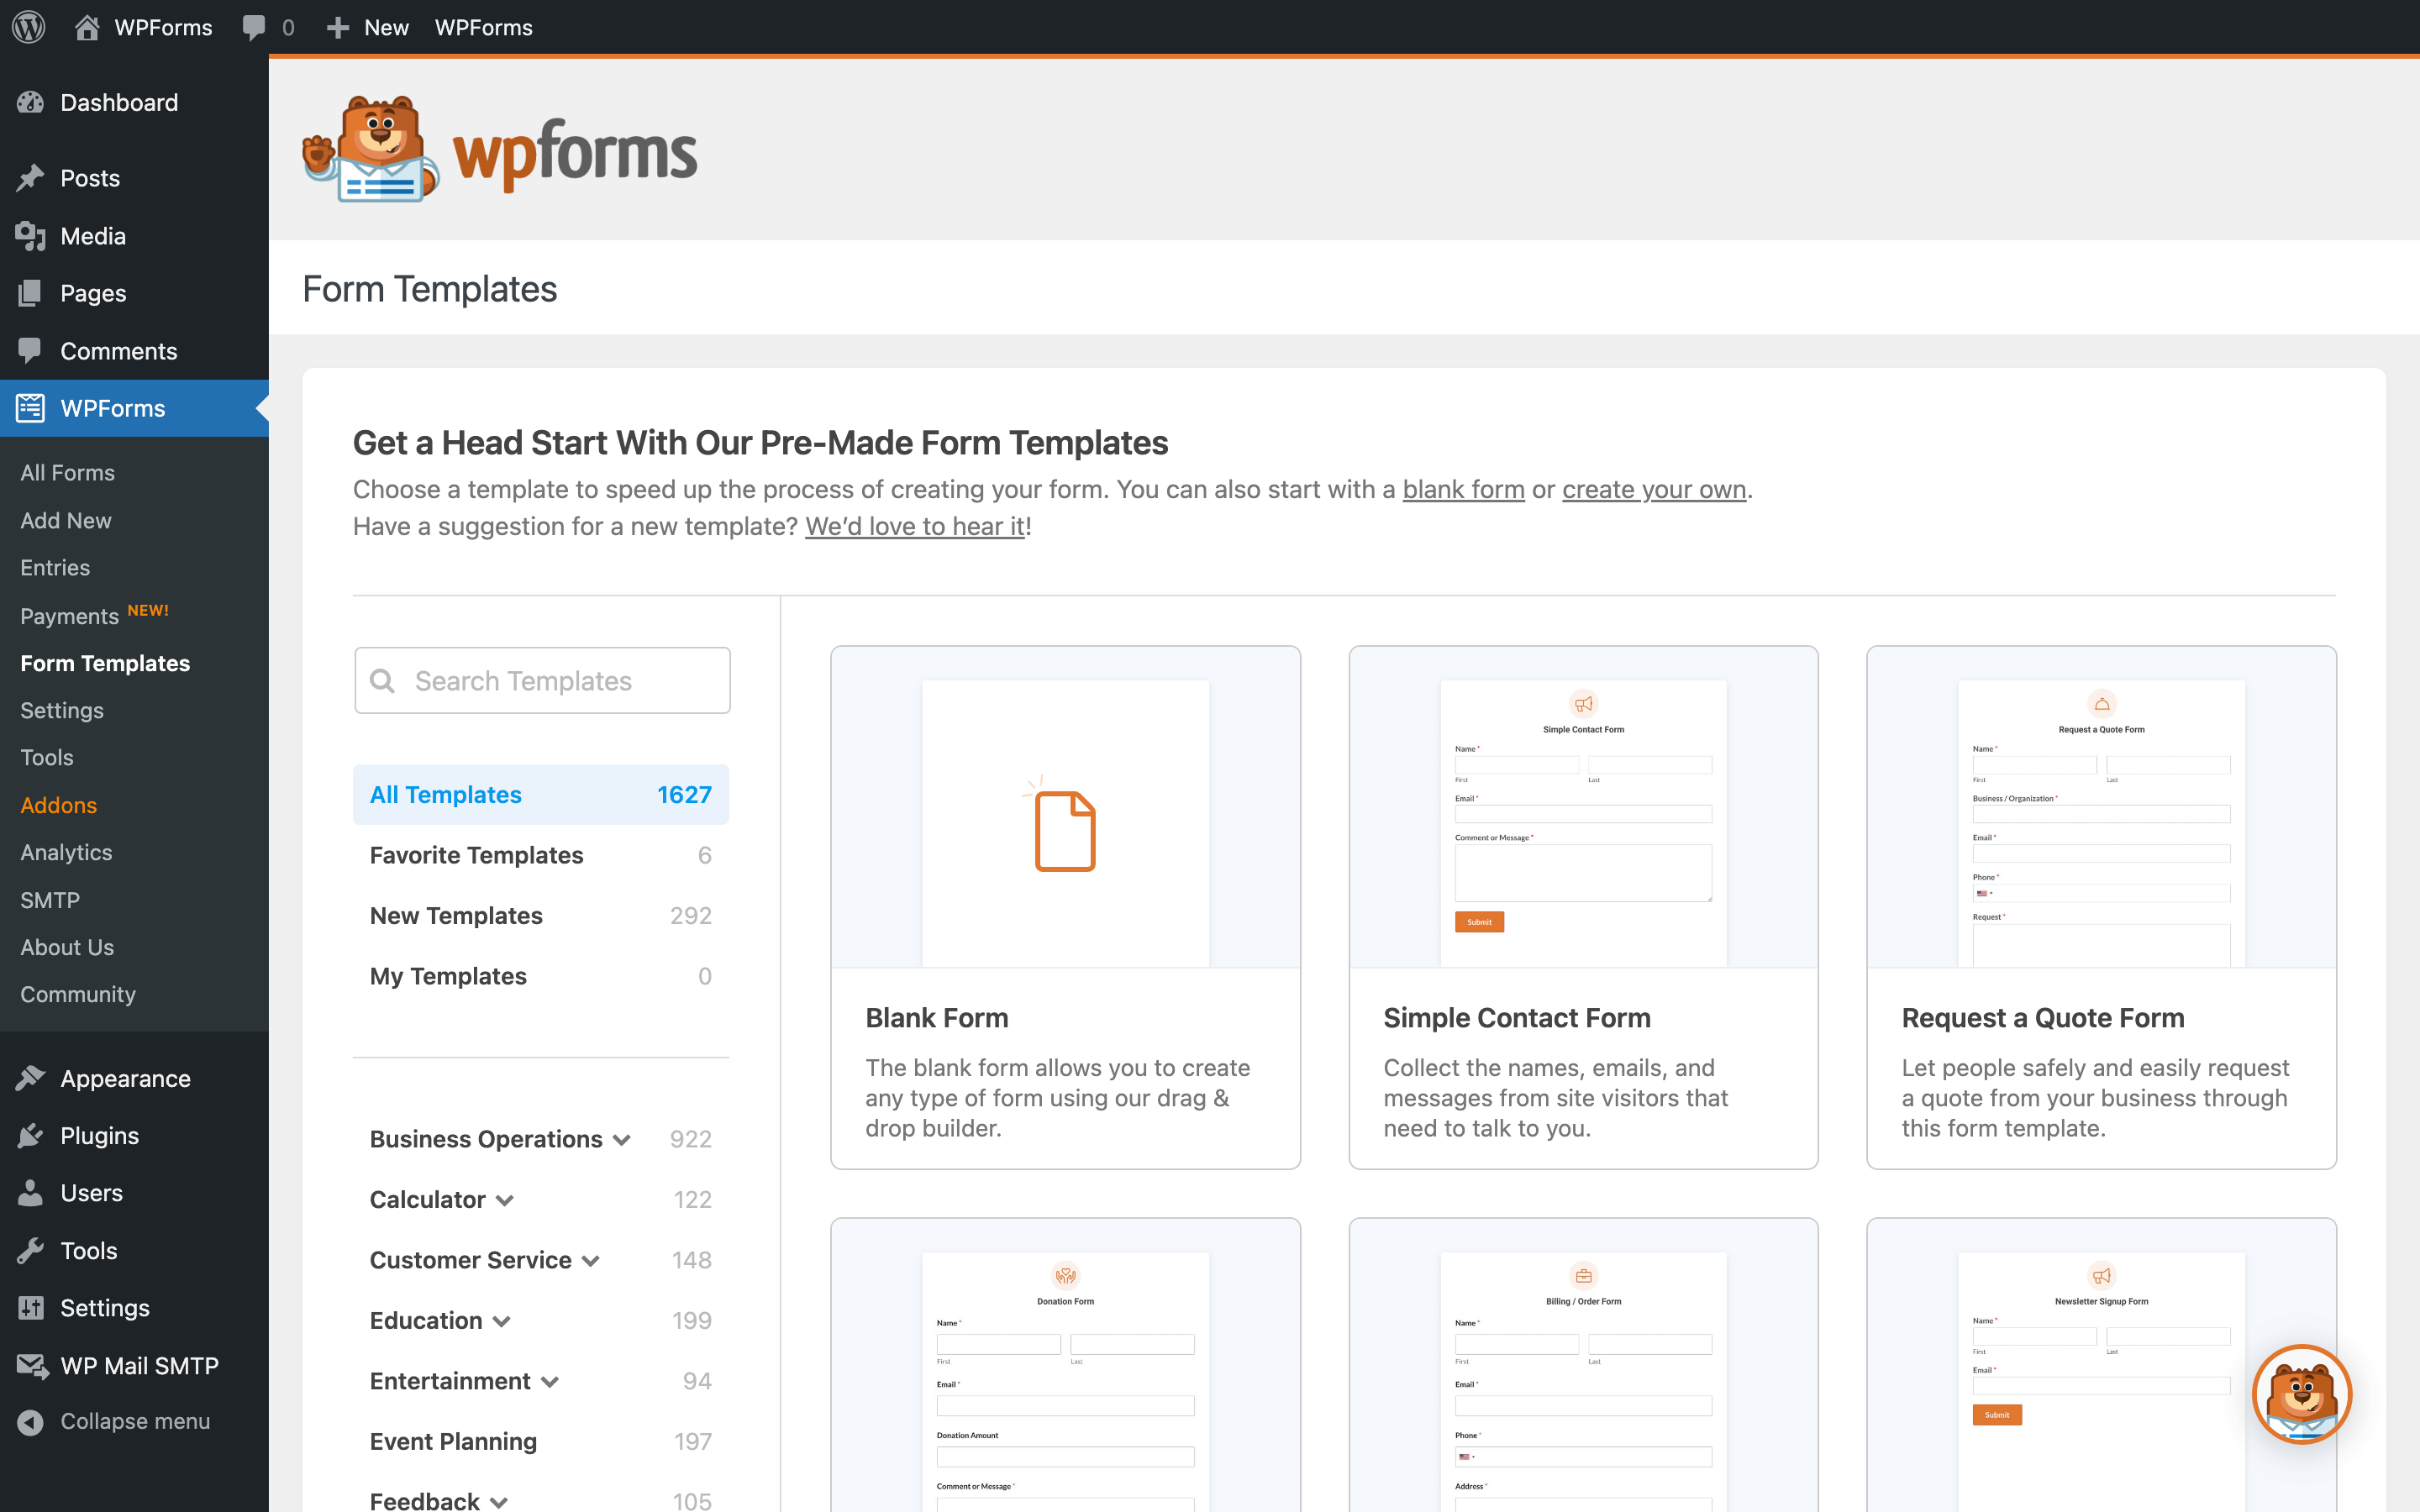 WPForms 0 New WPForms
Dashboard
Posts
Media
Pages
Comments
WPForms
All Forms
Add New
Entries
Payments NEW!
Form Templates
Settings
Tools
Addons
Analytics
SMTP
About Us
Community
Appearance
Plugins
Users
Tools
Settings
WP Mail SMTP
Collapse menu
wpforms
Form Templates
Get a Head Start With Our Pre-Made Form Templates
Choose a template to speed up the process of creating your form. You can also start with a blank form or create your own.
Have a suggestion for a new template? We’d love to hear it!
Search Templates
All Templates 1627
Favorite Templates 6
New Templates 292
My Templates 0
Business Operations 922
Calculator 122
Customer Service 148
Education 199
Entertainment 94
Event Planning 197
Feedback 105
Blank Form
The blank form allows you to create
any type of form using our drag &
drop builder.
Simple Contact Form
Name *
First Last
Email *
Comment or Message *
Submit
Simple Contact Form
Collect the names, emails, and
messages from site visitors that
need to talk to you.
Request a Quote Form
Name *
First Last
Business / Organization *
Email *
Phone *
Request *
Request a Quote Form
Let people safely and easily request
a quote from your business through
this form template.
Donation Form
Name *
First Last
Email *
Donation Amount
Comment or Message *
Billing / Order Form
Name *
First Last
Email *
Phone *
Address *
Newsletter Signup Form
Name *
First Last
Email *
Submit